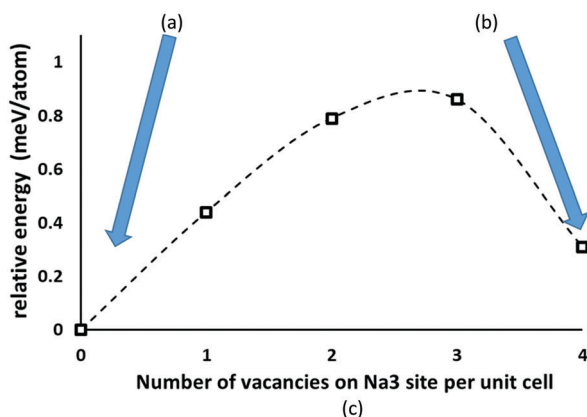 (a) (b)
1
0.8
0.6
0.4
0.2
0
relative energy (meV/atom)
0 1 2 3 4
Number of vacancies on Na3 site per unit cell
(c)